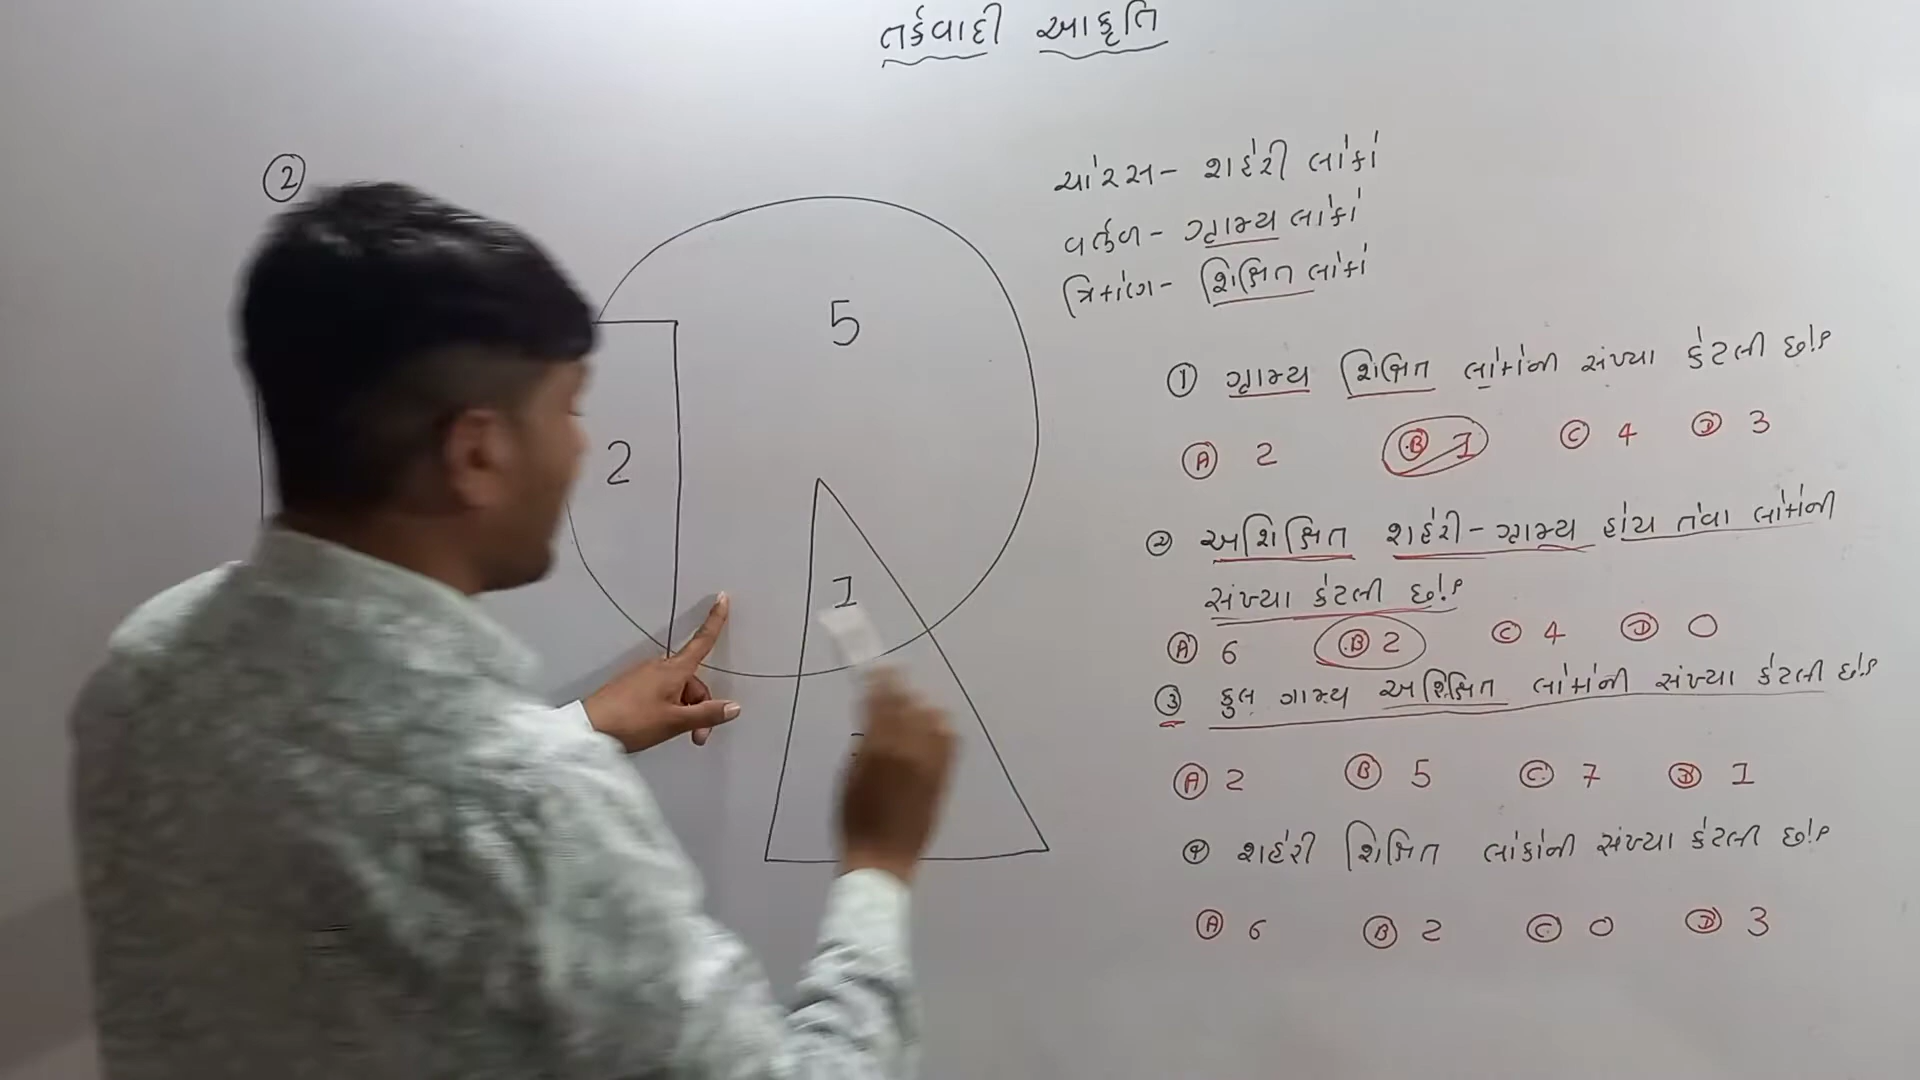 તર્કવાદી આકૃતિ
②
5
2
1
ચોરસ - શહેરી લોકો
વર્તુળ - ગ્રામ્ય લોકો
ત્રિકોણ - શિક્ષિત લોકો
① ગ્રામ્ય શિક્ષિત લોકોની સંખ્યા કેટલી છે?
Ⓐ 2 Ⓑ 1 Ⓒ 4 Ⓓ 3
② અશિક્ષિત શહેરી - ગ્રામ્ય હોય તેવા લોકોની
સંખ્યા કેટલી છે?
Ⓐ 6 Ⓑ 2 Ⓒ 4 Ⓓ 0
③ કુલ ગામ્ય અશિક્ષિત લોકોની સંખ્યા કેટલી છે?
Ⓐ 2 Ⓑ 5 Ⓒ 7 Ⓓ 1
④ શહેરી શિક્ષિત લોકોની સંખ્યા કેટલી છે?
Ⓐ 6 Ⓑ 2 Ⓒ 0 Ⓓ 3